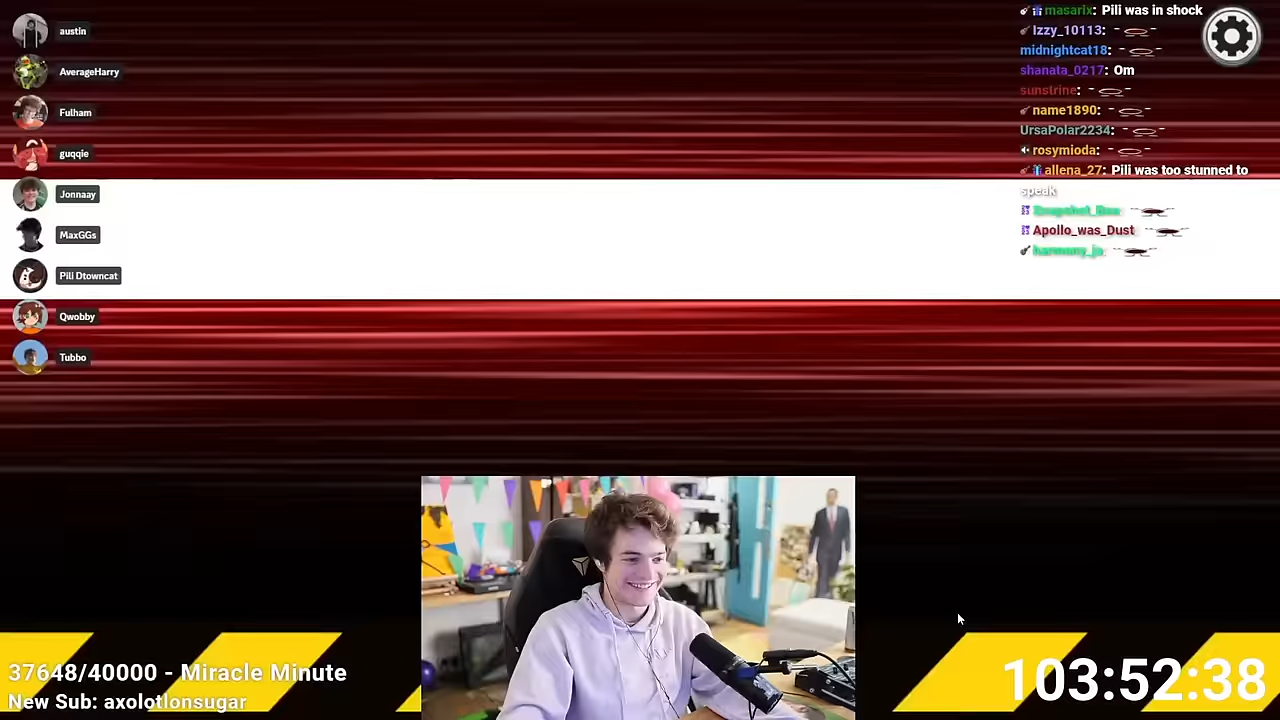 austin
AverageHarry
Fulham
guqqie
Jonnaay
MaxGGs
Pili Dtowncat
Qwobby
Tubbo
masarix: Pili was in shock
Izzy_10113:
midnightcat18:
shanata_0217: Om
sunstrine:
name1890:
UrsaPolar2234:
rosymioda:
allena_27: Pili was too stunned to
speak
Apollo_was_Dust
harmony_ja
37648/40000 - Miracle Minute
New Sub: axolotlonsugar
103:52:38